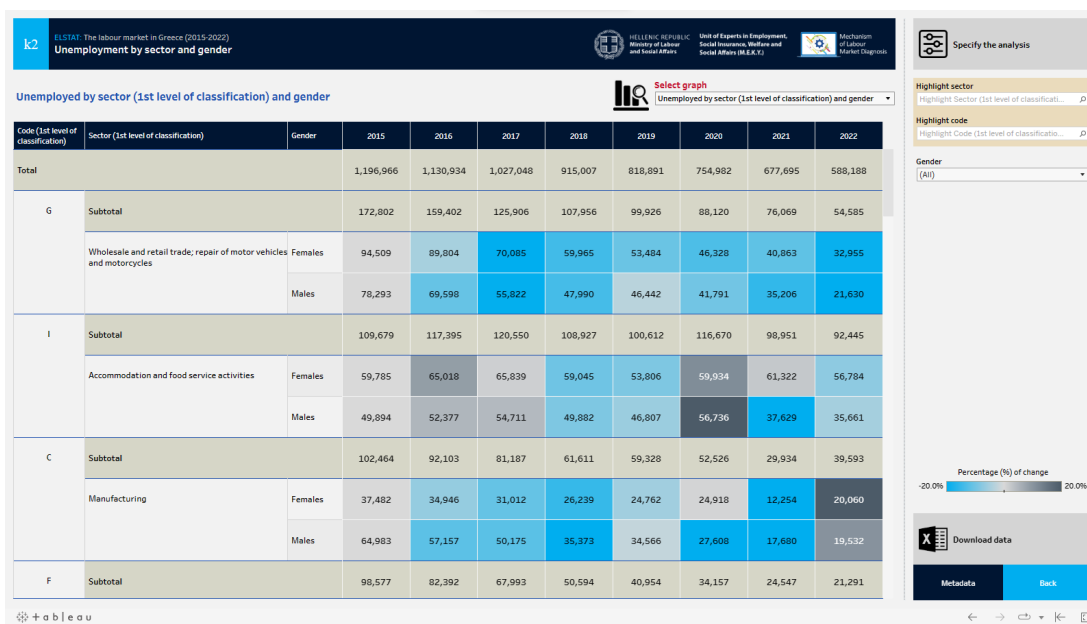 k2
ELSTAT: The labour market in Greece (2015-2022)
Unemployment by sector and gender
HELLENIC REPUBLIC
Ministry of Labour
and Social Affairs
Unit of Experts in Employment,
Social Insurance, Welfare and
Social Affairs (M.E.K.Y.)
Mechanism
of Labour
Market Diagnosis
Specify the analysis
Unemployed by sector (1st level of classification) and gender
Select graph
Unemployed by sector (1st level of classification) and gender
Highlight sector
Highlight Sector (1st level of classificati...
Highlight code
Highlight Code (1st level of classificatio...
Gender
(All)
Code (1st level of
classification)
Sector (1st level of classification) Gender 2015 2016 2017 2018 2019 2020 2021 2022
Total 1,196,966 1,130,934 1,027,048 915,007 818,891 754,982 677,695 588,188
G Subtotal 172,802 159,402 125,906 107,956 99,926 88,120 76,069 54,585
Wholesale and retail trade; repair of motor vehicles
and motorcycles
Females 94,509 89,804 70,085 59,965 53,484 46,328 40,863 32,955
Males 78,293 69,598 55,822 47,990 46,442 41,791 35,206 21,630
I Subtotal 109,679 117,395 120,550 108,927 100,612 116,670 98,951 92,445
Accommodation and food service activities Females 59,785 65,018 65,839 59,045 53,806 59,934 61,322 56,784
Males 49,894 52,377 54,711 49,882 46,807 56,736 37,629 35,661
C Subtotal 102,464 92,103 81,187 61,611 59,328 52,526 29,934 39,593
Manufacturing Females 37,482 34,946 31,012 26,239 24,762 24,918 12,254 20,060
Males 64,983 57,157 50,175 35,373 34,566 27,608 17,680 19,532
F Subtotal 98,577 82,392 67,993 50,594 40,954 34,157 24,547 21,291
Percentage (%) of change
-20.0% 20.0%
Download data
Metadata Back
+ a b l e a u